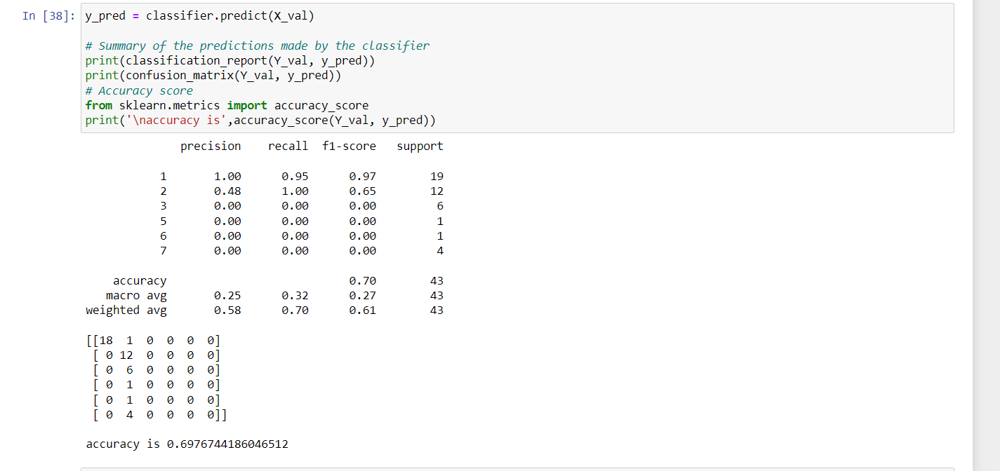 In [38]: y_pred = classifier.predict(X_val)

# Summary of the predictions made by the classifier
print(classification_report(Y_val, y_pred))
print(confusion_matrix(Y_val, y_pred))
# Accuracy score
from sklearn.metrics import accuracy_score
print('\naccuracy is',accuracy_score(Y_val, y_pred))
              precision    recall  f1-score   support

           1       1.00      0.95      0.97        19
           2       0.48      1.00      0.65        12
           3       0.00      0.00      0.00         6
           5       0.00      0.00      0.00         1
           6       0.00      0.00      0.00         1
           7       0.00      0.00      0.00         4

    accuracy                           0.70        43
   macro avg       0.25      0.32      0.27        43
weighted avg       0.58      0.70      0.61        43

[[18  1  0  0  0  0]
 [ 0 12  0  0  0  0]
 [ 0  6  0  0  0  0]
 [ 0  1  0  0  0  0]
 [ 0  1  0  0  0  0]
 [ 0  4  0  0  0  0]]

accuracy is 0.6976744186046512